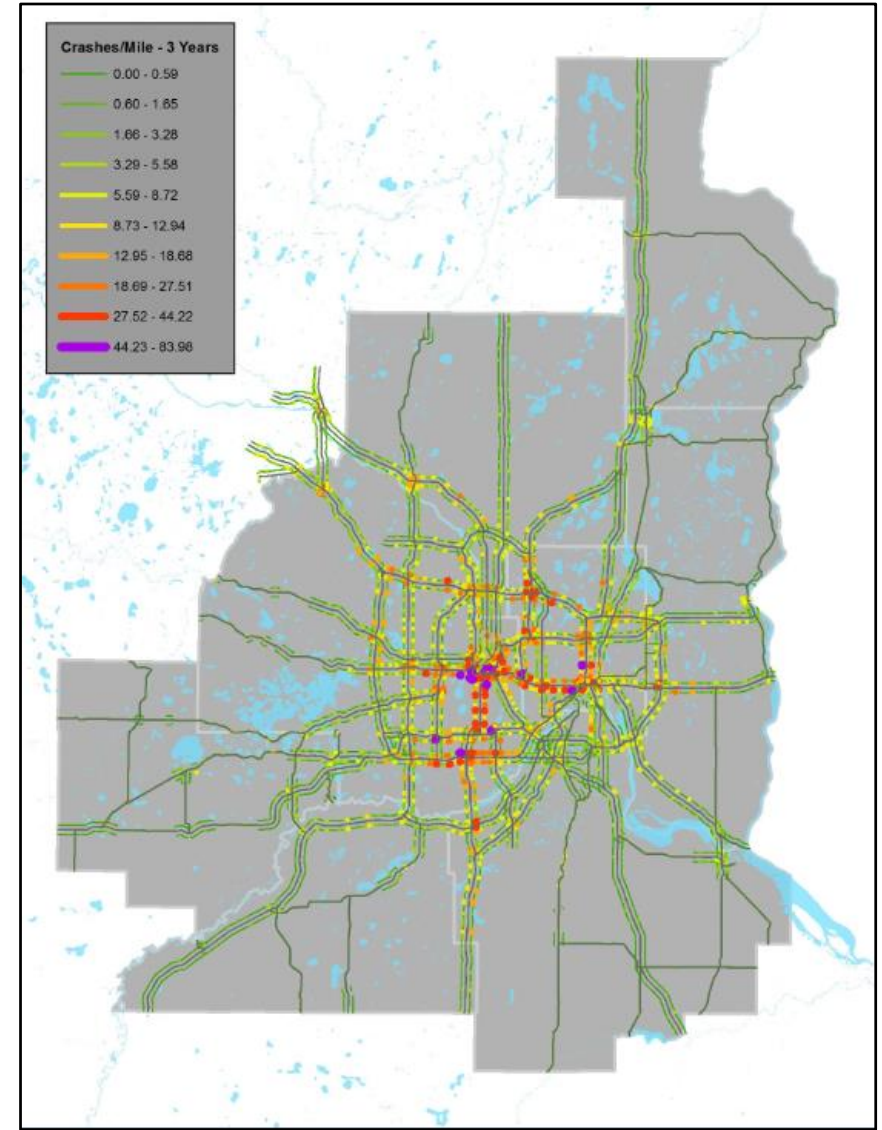 Crashes/Mile - 3 Years
0.00 - 0.59
0.60 - 1.65
1.66 - 3.28
3.29 - 5.58
5.59 - 8.72
8.73 - 12.94
12.95 - 18.68
18.69 - 27.51
27.52 - 44.22
44.23 - 83.98